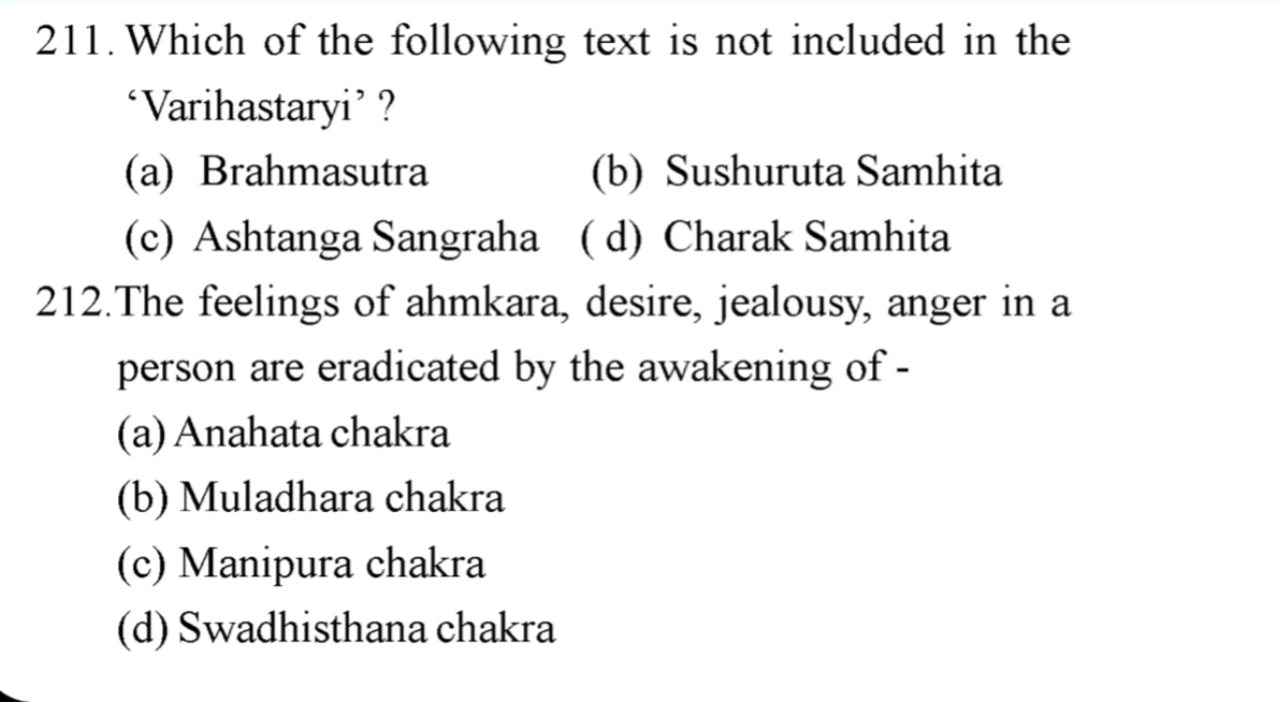 211. Which of the following text is not included in the
‘Varihastaryi’ ?
(a) Brahmasutra (b) Sushuruta Samhita
(c) Ashtanga Sangraha ( d) Charak Samhita
212.The feelings of ahmkara, desire, jealousy, anger in a
person are eradicated by the awakening of -
(a) Anahata chakra
(b) Muladhara chakra
(c) Manipura chakra
(d) Swadhisthana chakra